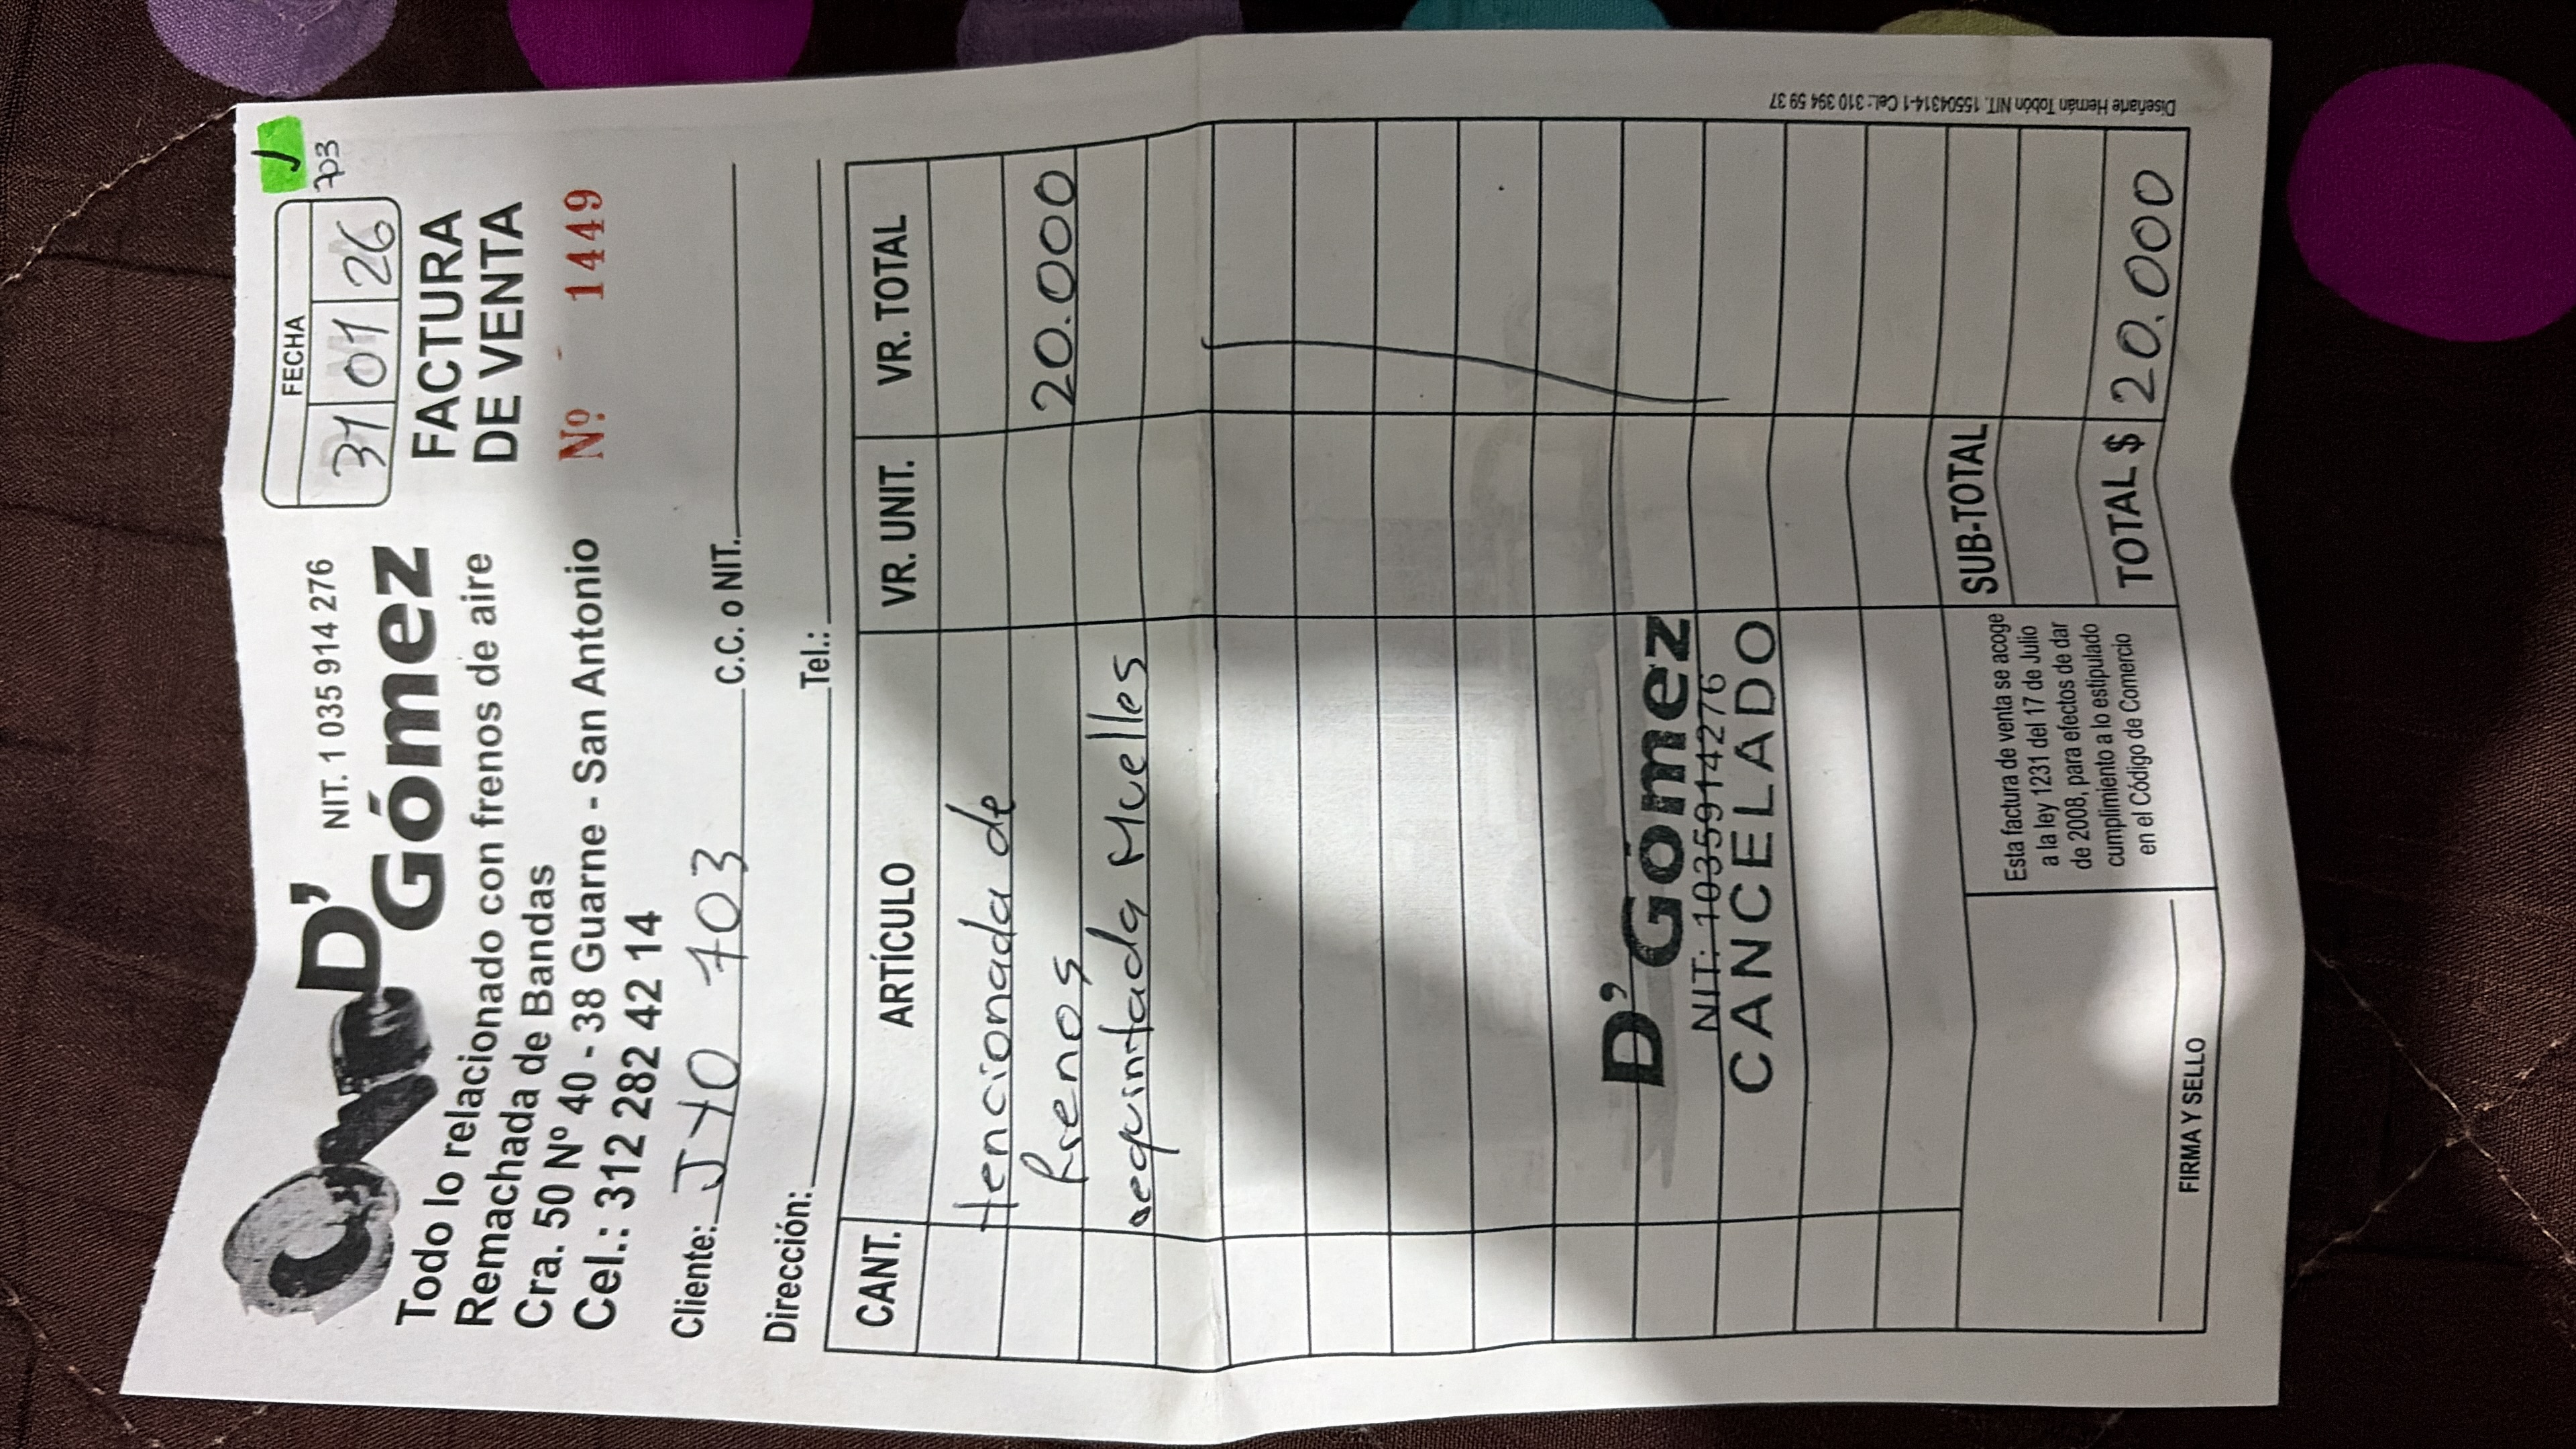 J
703
FECHA
31 01 26
NIT. 1 035 914 276
D' Gómez
FACTURA
DE VENTA
Todo lo relacionado con frenos de aire
Remachada de Bandas
Cra. 50 Nº 40 - 38 Guarne - San Antonio
Cel.: 312 282 42 14
Nº 1449
Cliente: JYO 703 C.C. o NIT.
Dirección: Tel.:
CANT. ARTÍCULO VR. UNIT. VR. TOTAL
tencionada de
frenos 20.000
requintada Muelles
D' Gómez
NIT: 1035914276
CANCELADO
Esta factura de venta se acoge
a la ley 1231 del 17 de Julio
de 2008, para efectos de dar
cumplimiento a lo estipulado
en el Código de Comercio
SUB-TOTAL
TOTAL $ 20.000
FIRMA Y SELLO
Diseñarte Hernán Tobón NIT. 15504314-1 Cel.: 310 394 59 37